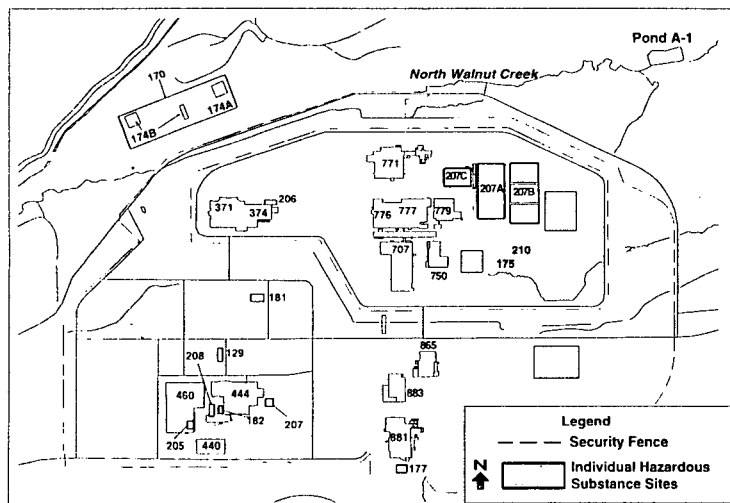 Pond A-1
170
North Walnut Creek
174A
174B
771
207C
207A
207B
371
374
206
776
777
779
707
750
210
175
181
208
129
865
460
444
883
182
207
205
440
881
177
Legend
Security Fence
N
Individual Hazardous
Substance Sites